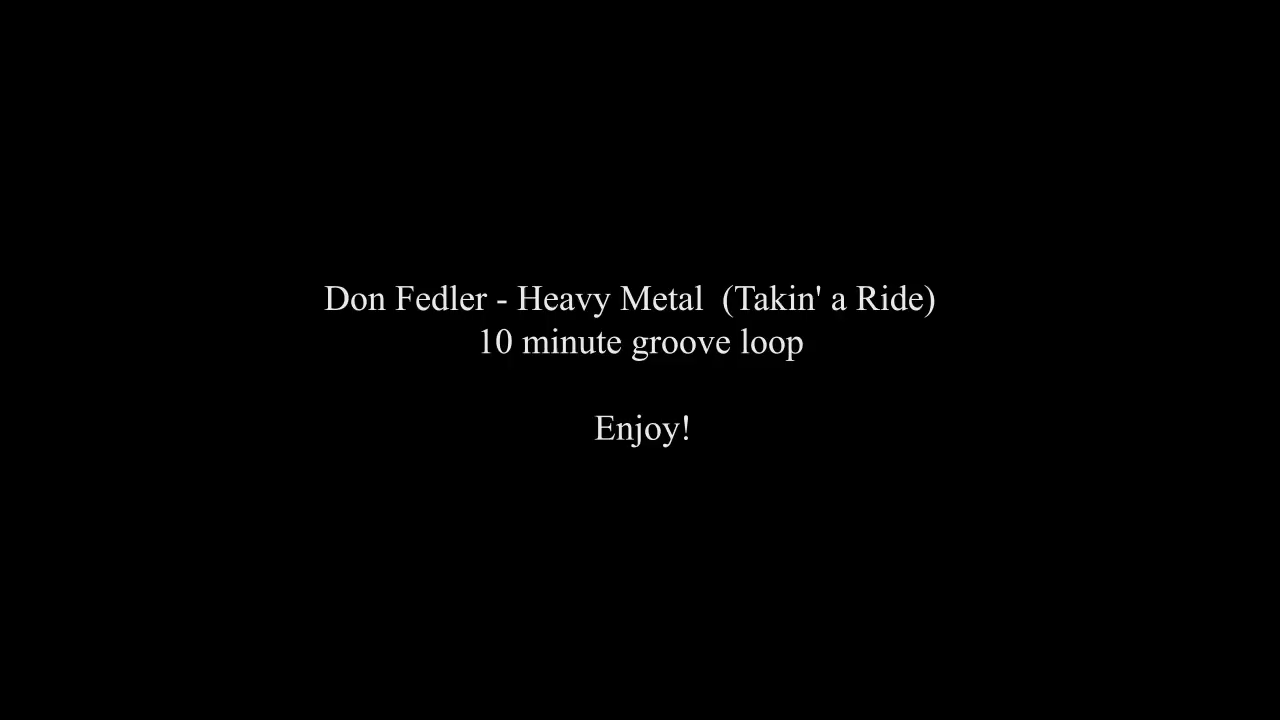 Don Fedler - Heavy Metal  (Takin' a Ride)
10 minute groove loop
Enjoy!